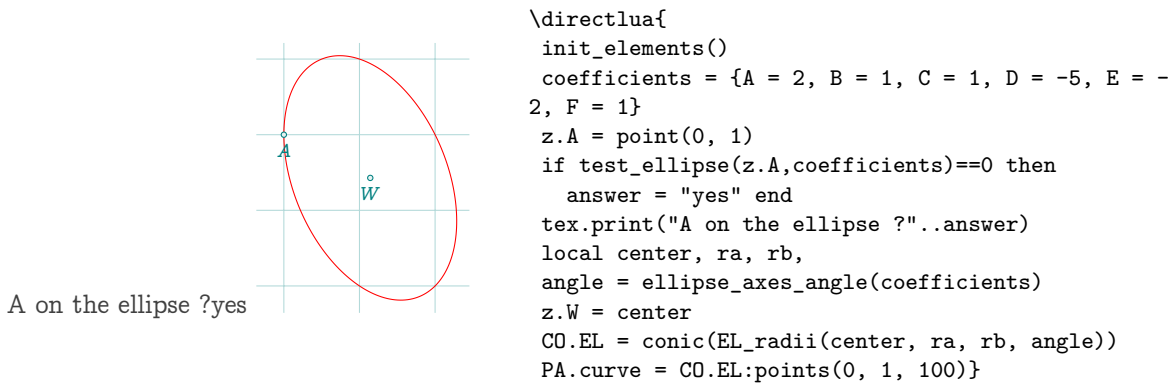 A
W
A on the ellipse ?yes
\directlua{
 init_elements()
 coefficients = {A = 2, B = 1, C = 1, D = -5, E = -
2, F = 1}
 z.A = point(0, 1)
 if test_ellipse(z.A,coefficients)==0 then
   answer = "yes" end
 tex.print("A on the ellipse ?"..answer)
 local center, ra, rb,
 angle = ellipse_axes_angle(coefficients)
 z.W = center
 CO.EL = conic(EL_radii(center, ra, rb, angle))
 PA.curve = CO.EL:points(0, 1, 100)}